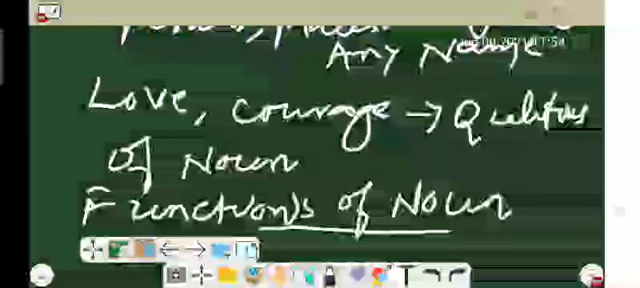 Any Name
Love, courage → Qualities
Of Noun
Functions of Noun